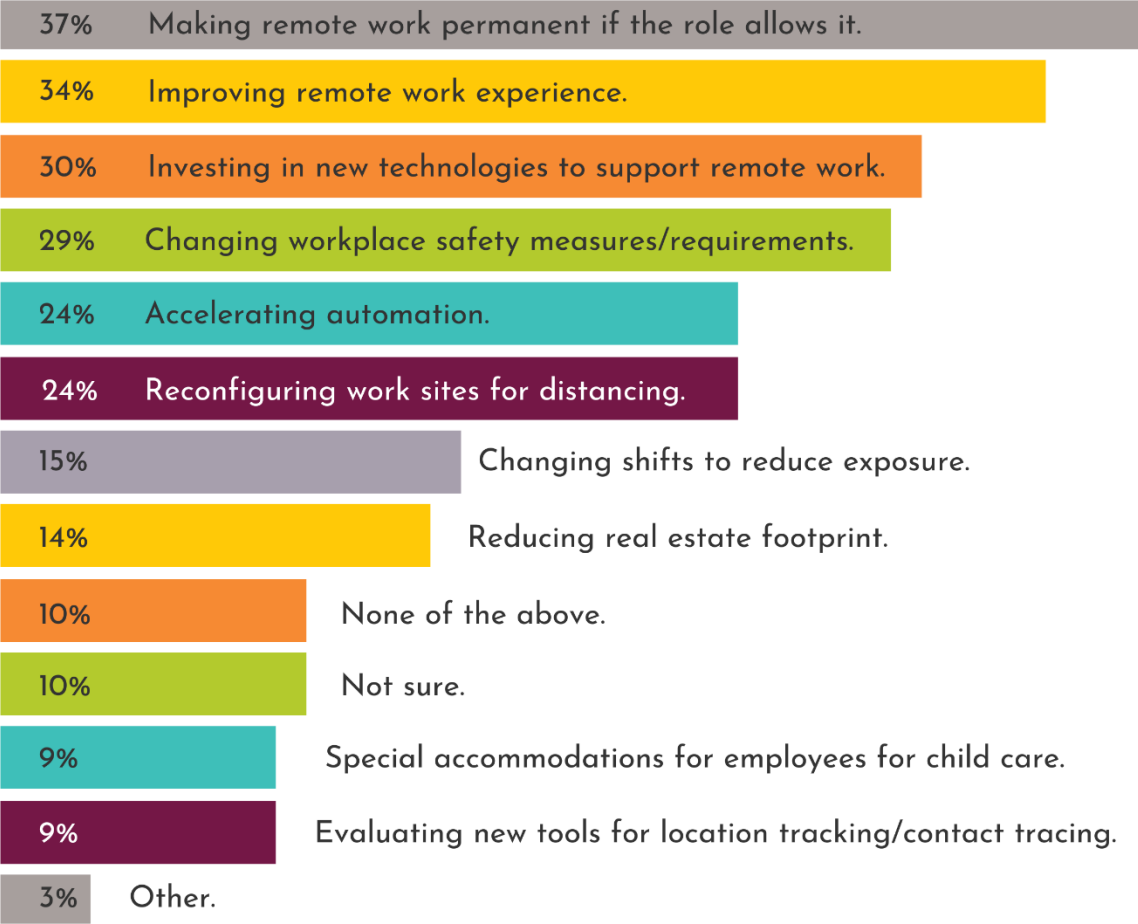 37% Making remote work permanent if the role allows it.
34% Improving remote work experience.
30% Investing in new technologies to support remote work.
29% Changing workplace safety measures/requirements.
24% Accelerating automation.
24% Reconfiguring work sites for distancing.
15% Changing shifts to reduce exposure.
14% Reducing real estate footprint.
10% None of the above.
10% Not sure.
9% Special accommodations for employees for child care.
9% Evaluating new tools for location tracking/contact tracing.
3% Other.